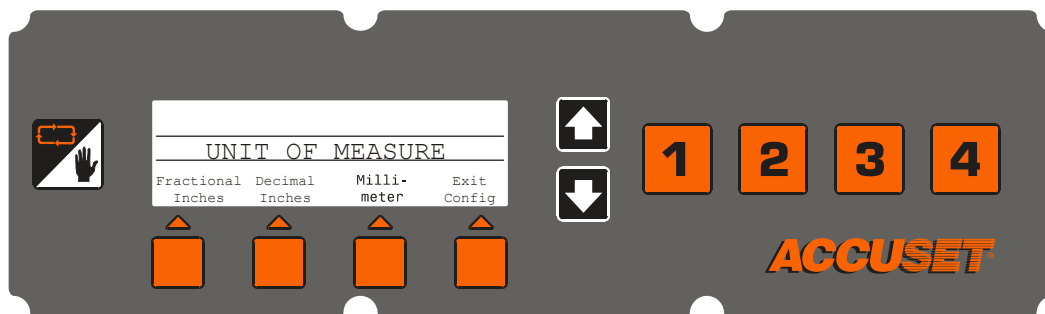 UNIT OF MEASURE
Fractional Inches
Decimal Inches
Milli-
meter
Exit Config
1 2 3 4
ACCUSET®